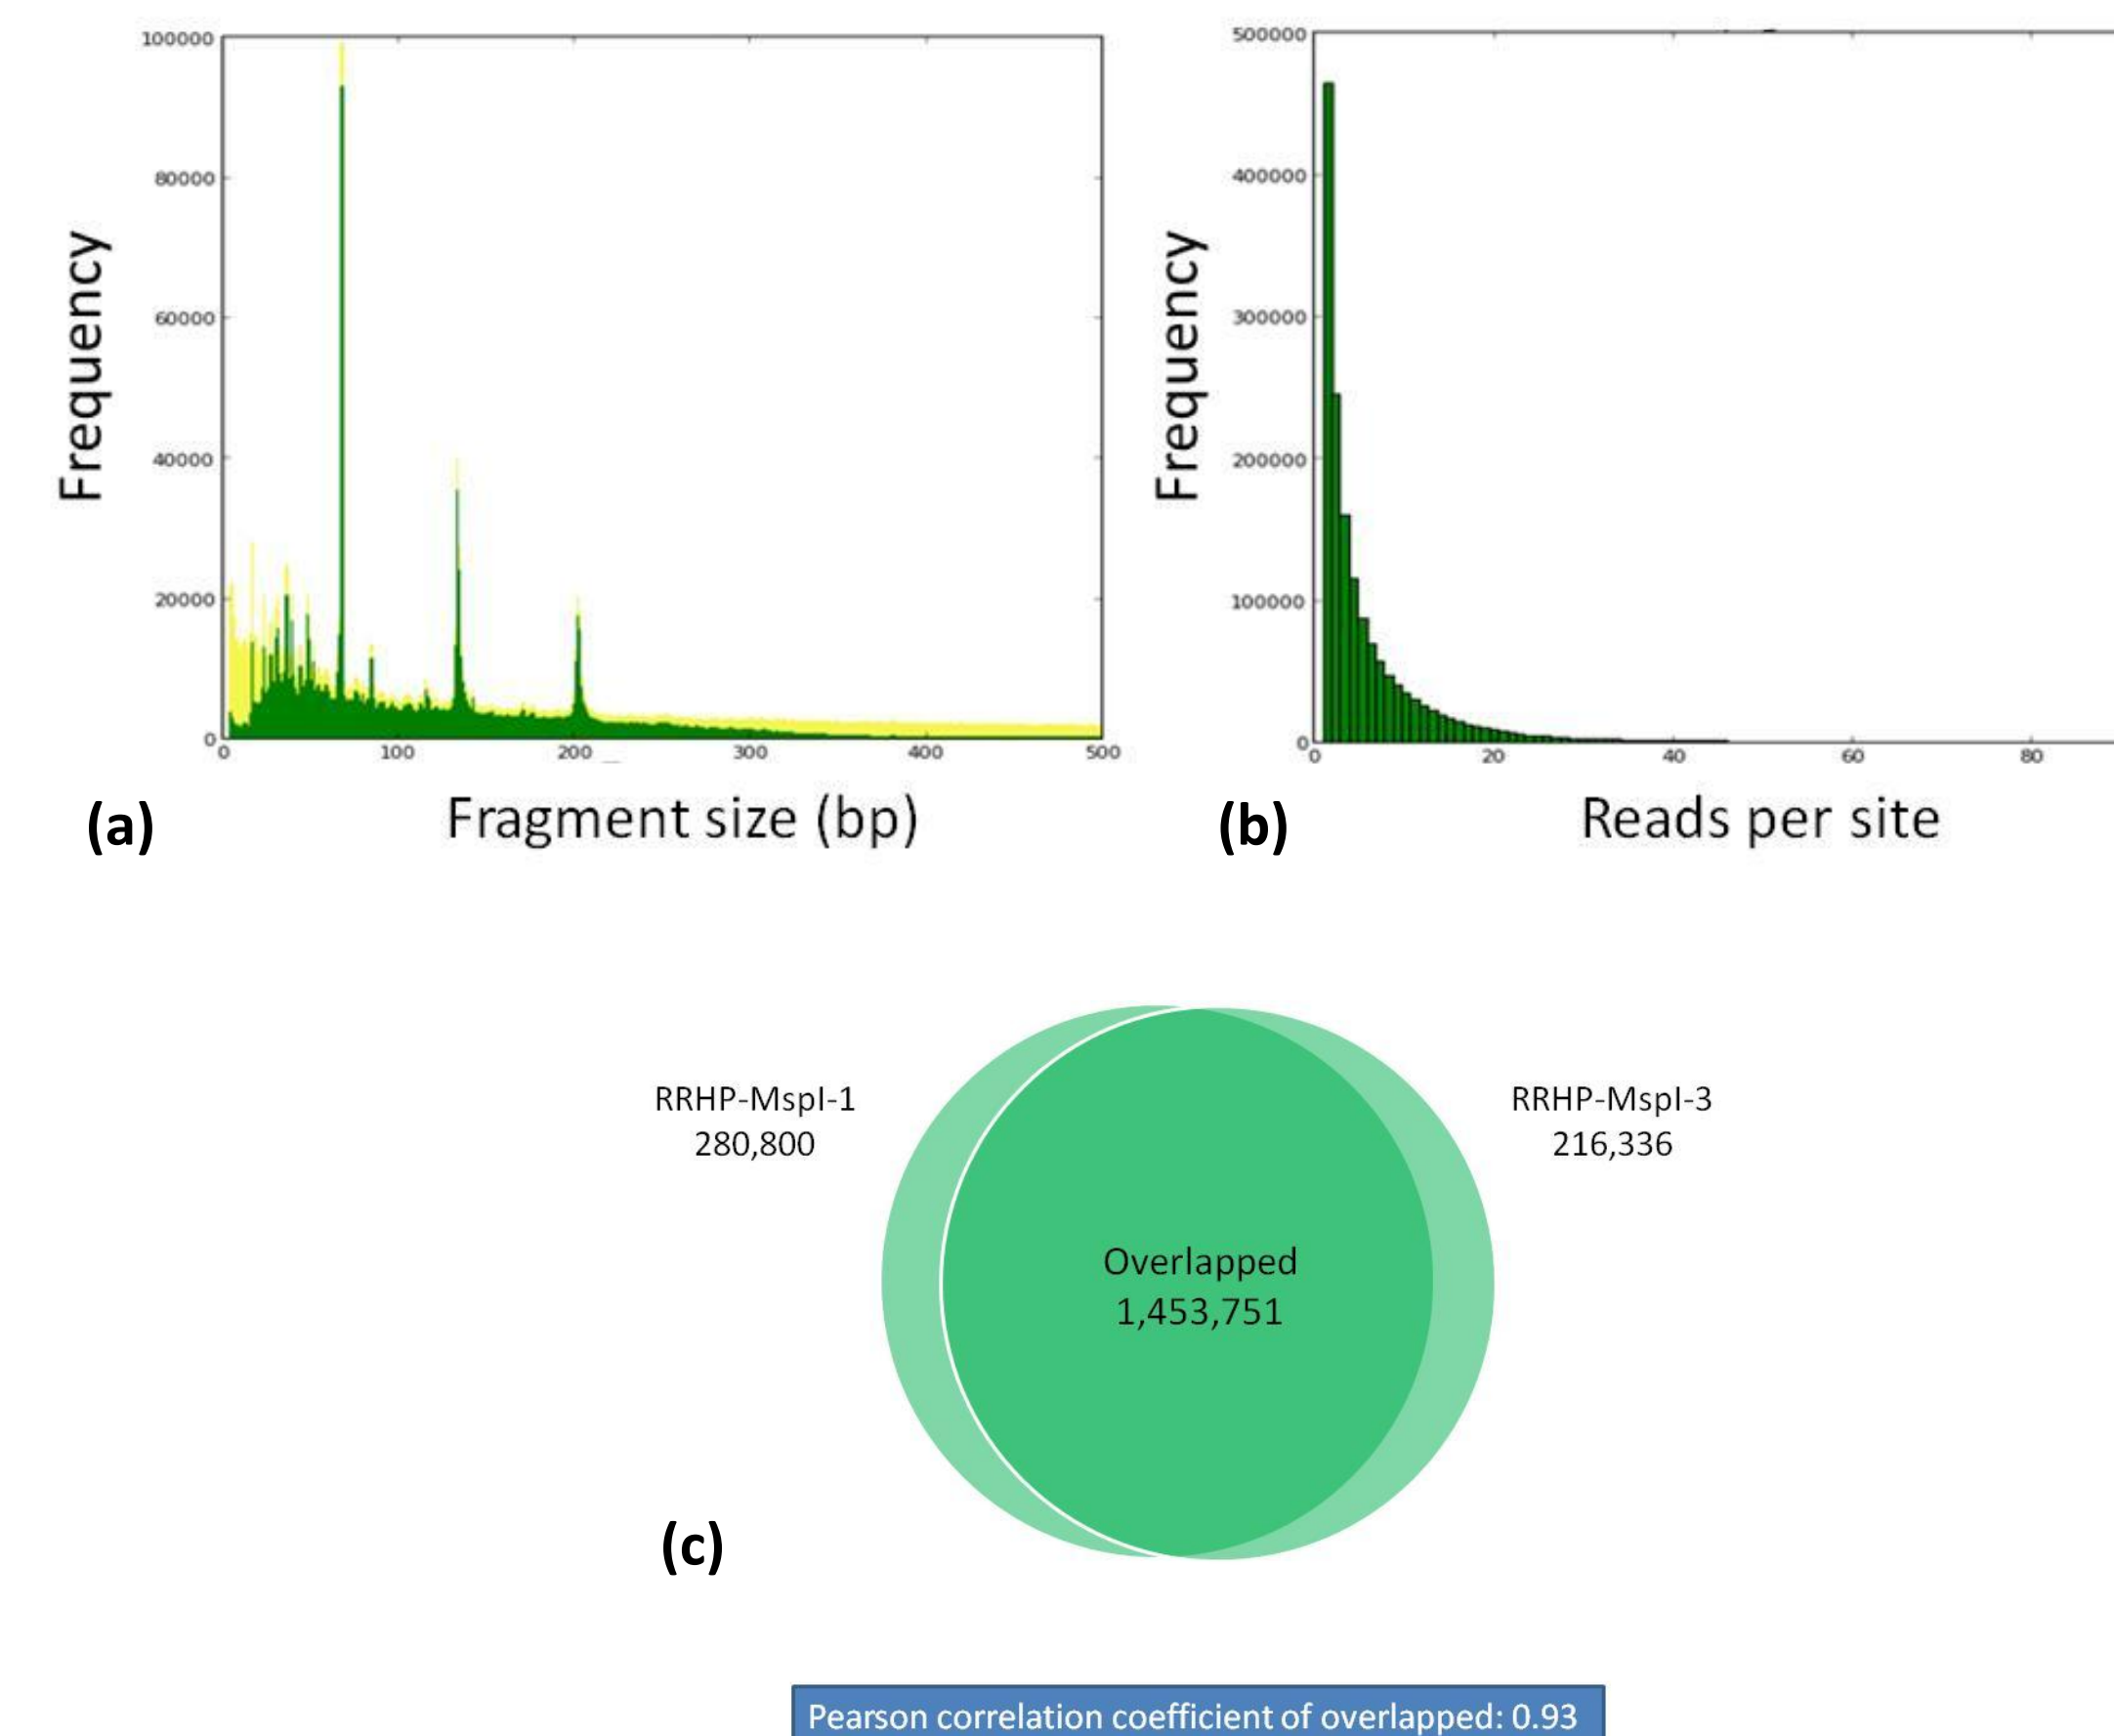 Frequency
100000
80000
60000
40000
20000
0
0 100 200 300 400 500
(a)
Fragment size (bp)
Frequency
500000
400000
300000
200000
100000
0
0 20 40 60 80
(b)
Reads per site
RRHP-MspI-1
280,800
RRHP-MspI-3
216,336
Overlapped
1,453,751
(c)
Pearson correlation coefficient of overlapped: 0.93